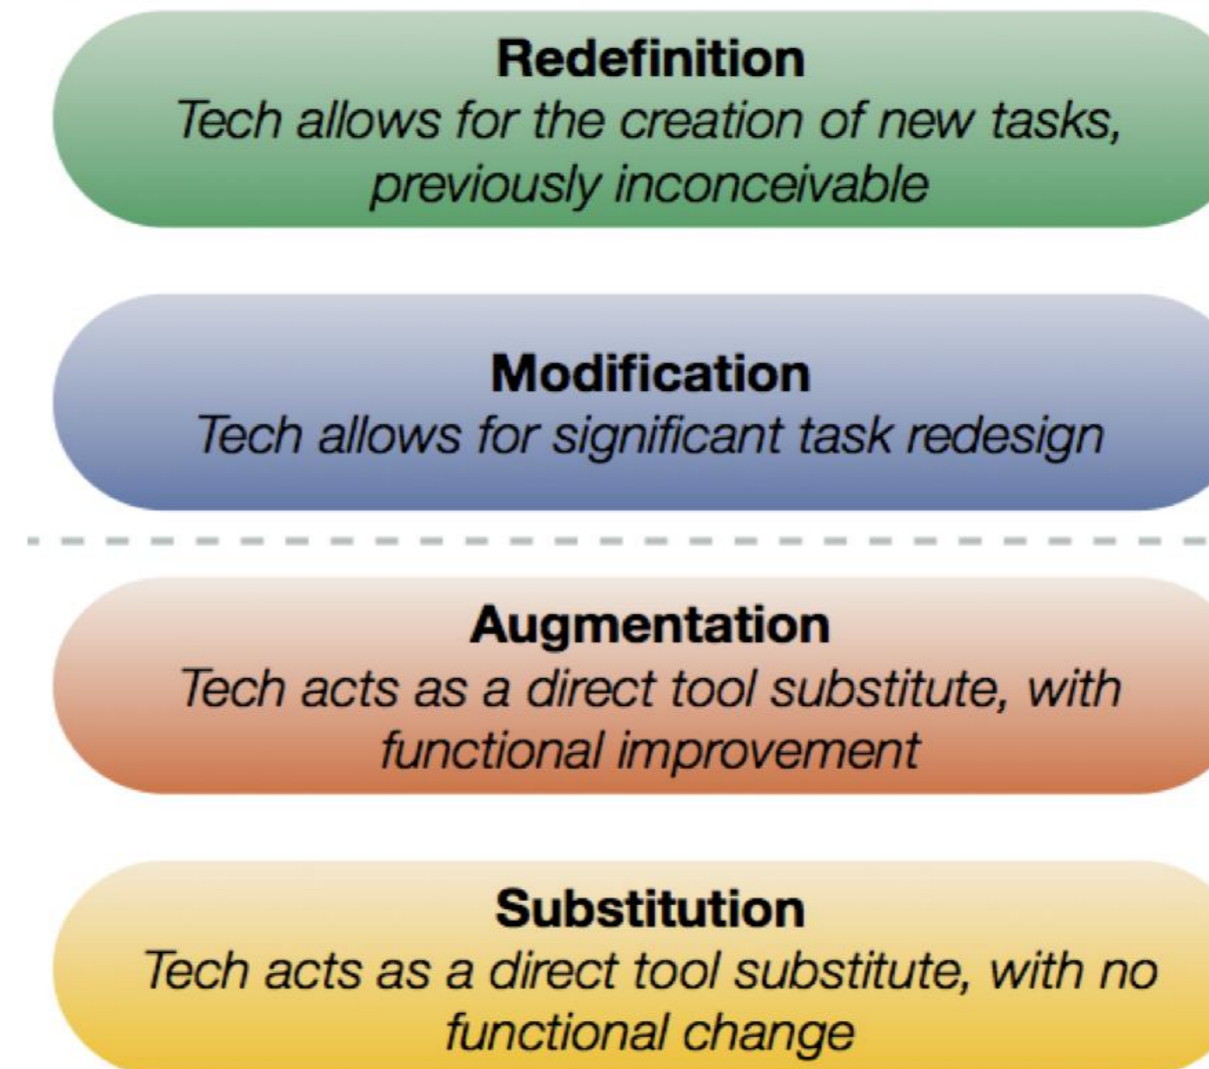 Redefinition
Tech allows for the creation of new tasks,
previously inconceivable
Modification
Tech allows for significant task redesign
Augmentation
Tech acts as a direct tool substitute, with
functional improvement
Substitution
Tech acts as a direct tool substitute, with no
functional change